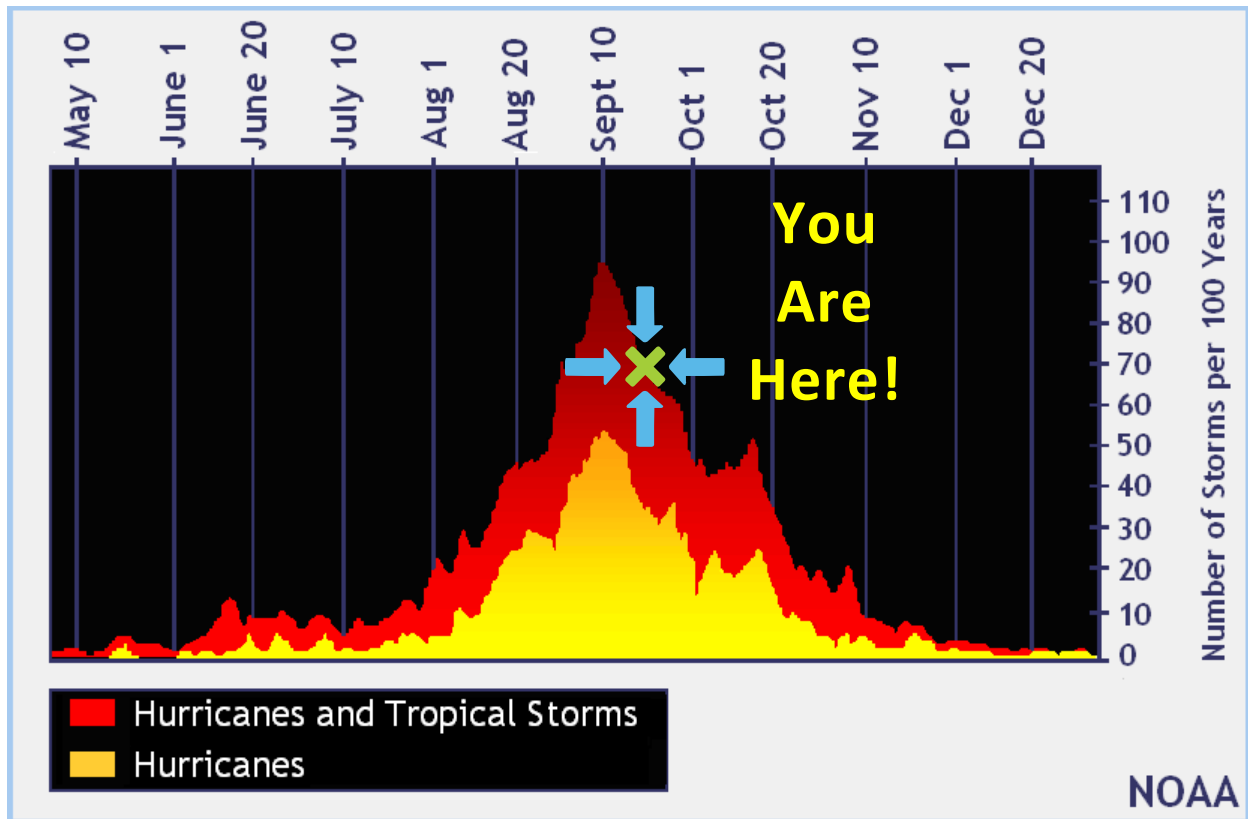 May 10
June 1
June 20
July 10
Aug 1
Aug 20
Sept 10
Oct 1
Oct 20
Nov 10
Dec 1
Dec 20
You
Are
Here!
110
100
90
80
70
60
50
40
30
20
10
0
Number of Storms per 100 Years
Hurricanes and Tropical Storms
Hurricanes
NOAA